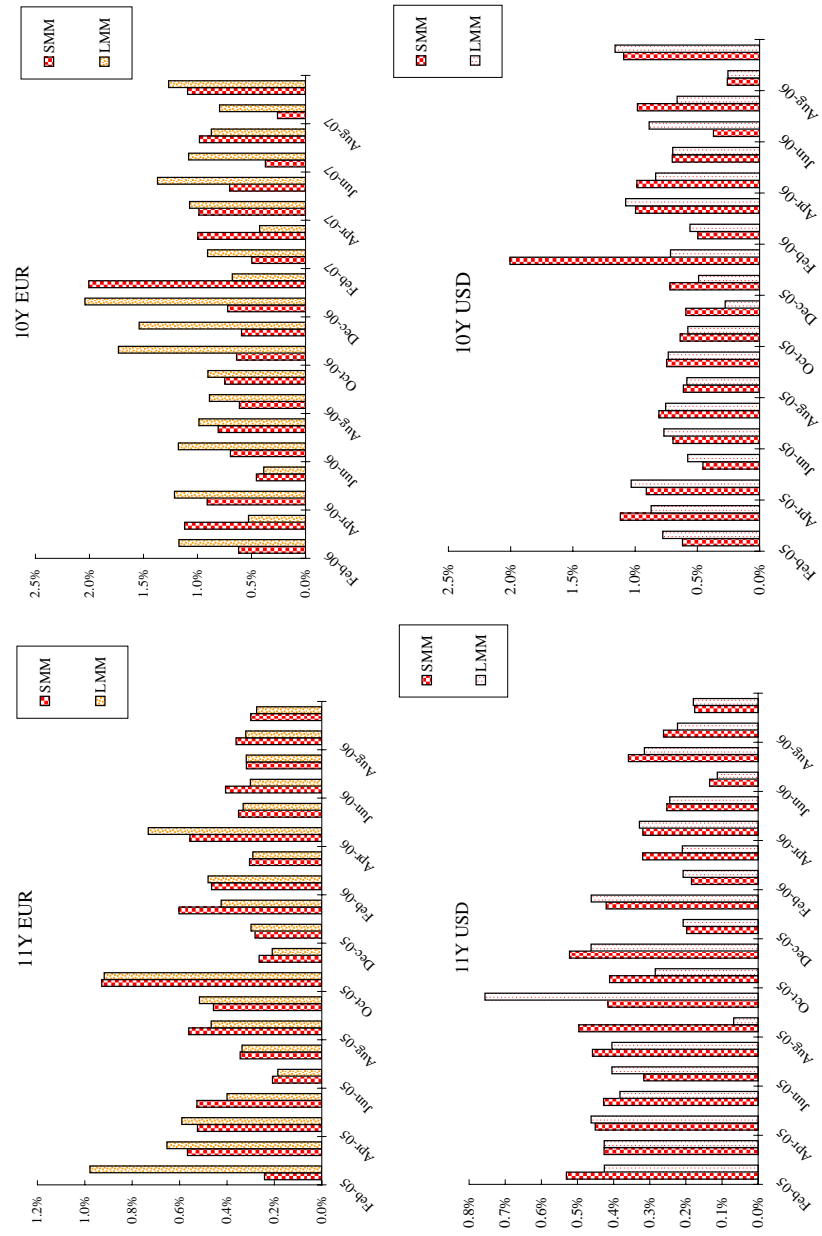 11Y EUR
SMM
LMM
1.2%
1.0%
0.8%
0.6%
0.4%
0.2%
0.0%
Feb-05
Apr-05
Jun-05
Aug-05
Oct-05
Dec-05
Feb-06
Apr-06
Jun-06
Aug-06
10Y EUR
SMM
LMM
2.5%
2.0%
1.5%
1.0%
0.5%
0.0%
Feb-06
Apr-06
Jun-06
Aug-06
Oct-06
Dec-06
Feb-07
Apr-07
Jun-07
Aug-07
11Y USD
SMM
LMM
0.8%
0.7%
0.6%
0.5%
0.4%
0.3%
0.2%
0.1%
0.0%
Feb-05
Apr-05
Jun-05
Aug-05
Oct-05
Dec-05
Feb-06
Apr-06
Jun-06
Aug-06
10Y USD
SMM
LMM
2.5%
2.0%
1.5%
1.0%
0.5%
0.0%
Feb-05
Apr-05
Jun-05
Aug-05
Oct-05
Dec-05
Feb-06
Apr-06
Jun-06
Aug-06